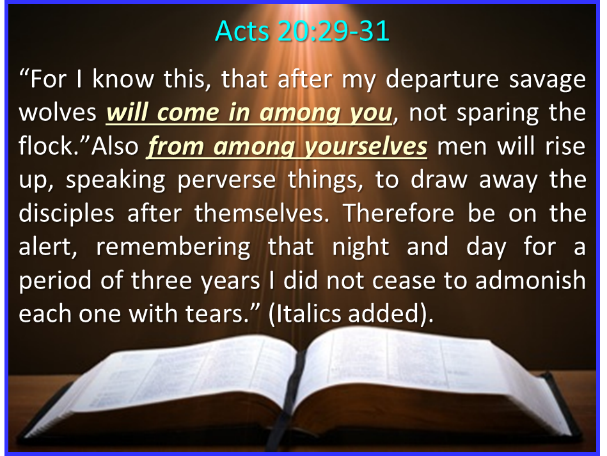 Acts 20:29-31
“For I know this, that after my departure savage
wolves will come in among you, not sparing the
flock.”Also from among yourselves men will rise
up, speaking perverse things, to draw away the
disciples after themselves. Therefore be on the
alert, remembering that night and day for a
period of three years I did not cease to admonish
each one with tears.” (Italics added).